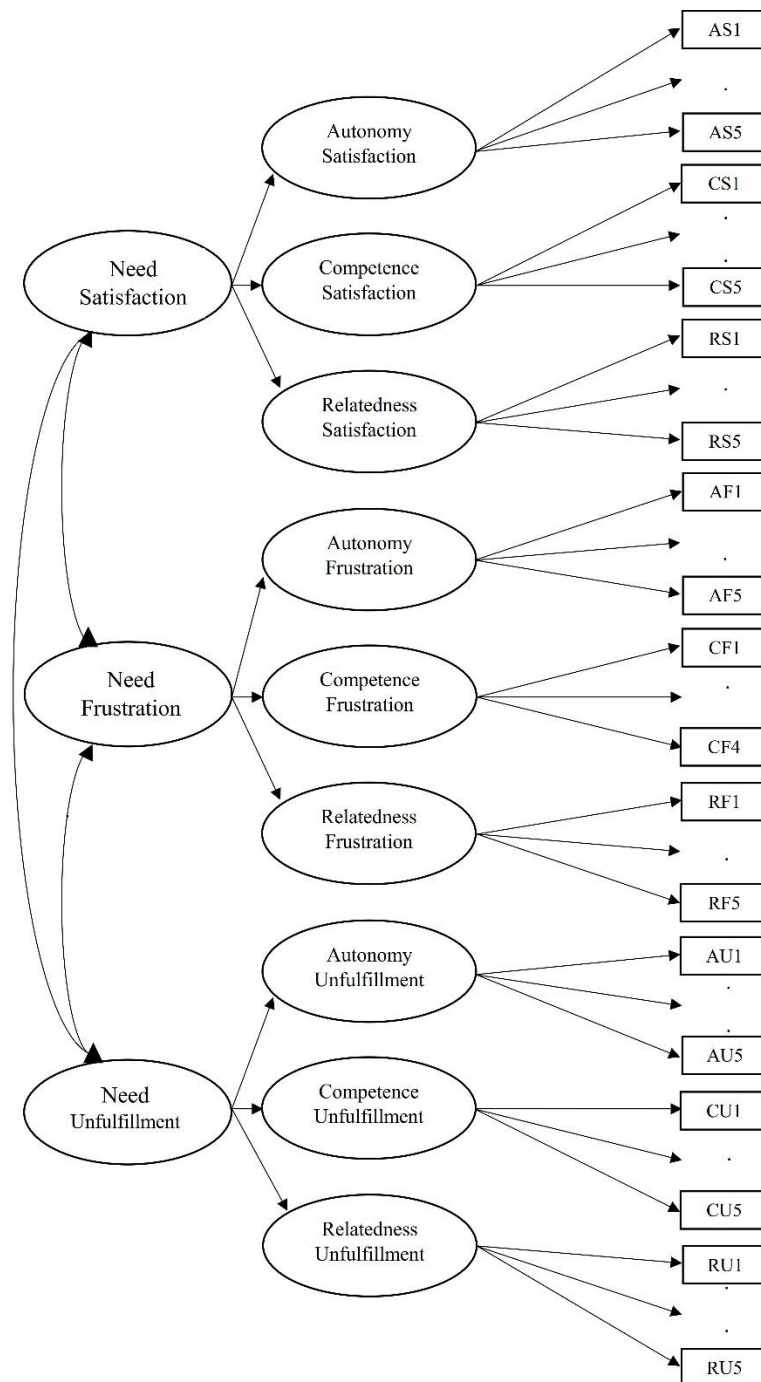 AS1
Autonomy
Satisfaction
AS5
CS1
Need
Satisfaction
Competence
Satisfaction
CS5
RS1
Relatedness
Satisfaction
RS5
AF1
Autonomy
Frustration
AF5
CF1
Need
Frustration
Competence
Frustration
CF4
RF1
Relatedness
Frustration
RF5
AU1
Autonomy
Unfulfillment
AU5
Need
Unfulfillment
Competence
Unfulfillment
CU1
CU5
Relatedness
Unfulfillment
RU1
RU5